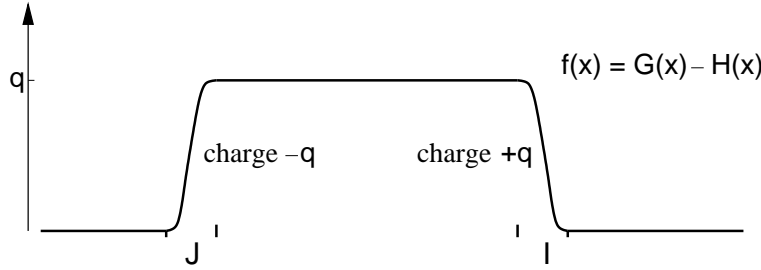 f(x) = G(x) – H(x)
q
charge –q
charge +q
J
I